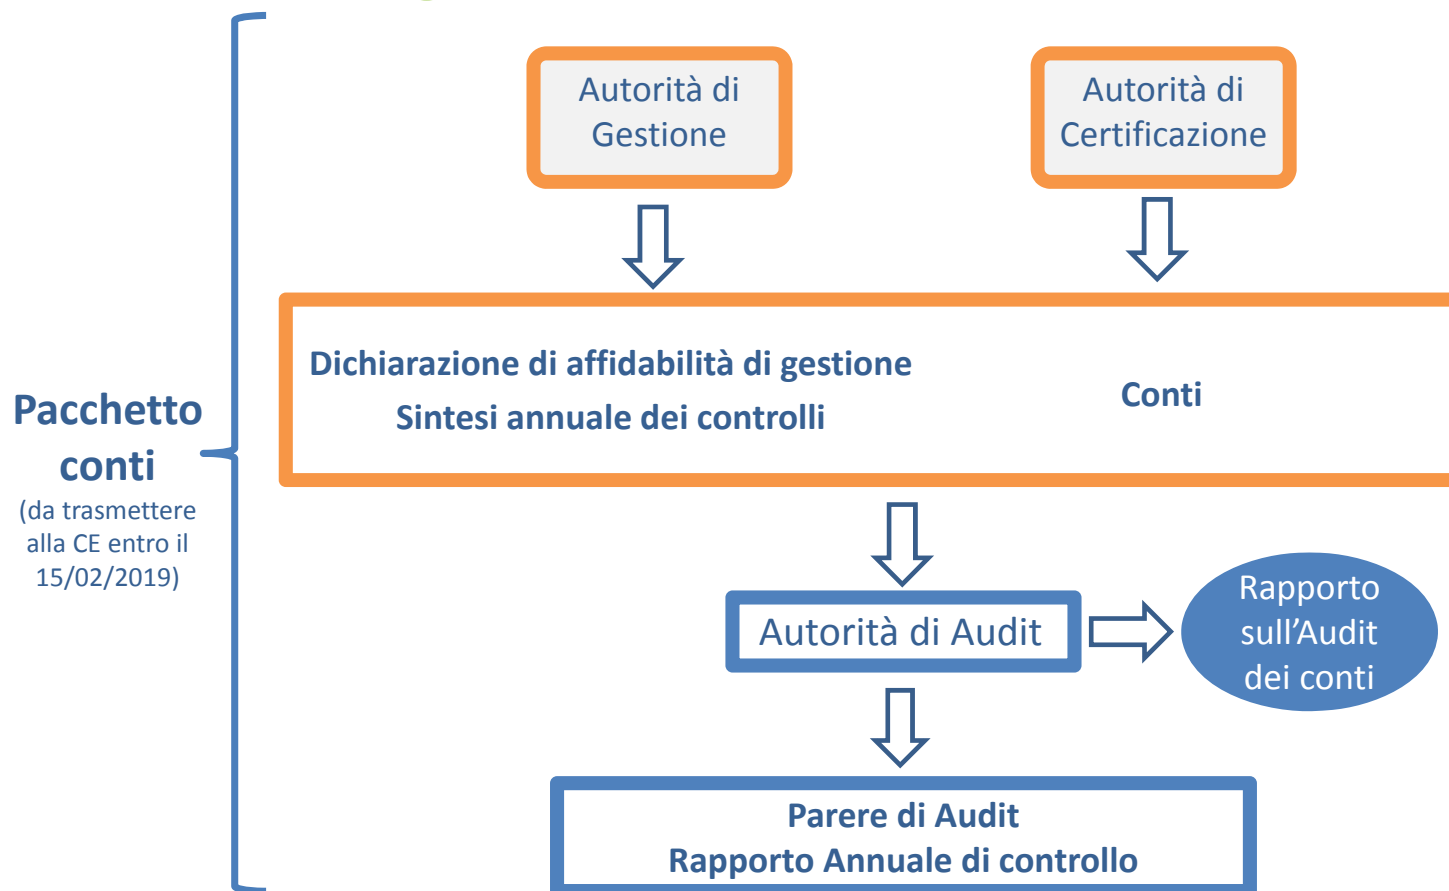 Autorità di
Gestione
Autorità di
Certificazione
Dichiarazione di affidabilità di gestione
Sintesi annuale dei controlli
Conti
Pacchetto
conti
(da trasmettere
alla CE entro il
15/02/2019)
Autorità di Audit
Rapporto
sull’Audit
dei conti
Parere di Audit
Rapporto Annuale di controllo